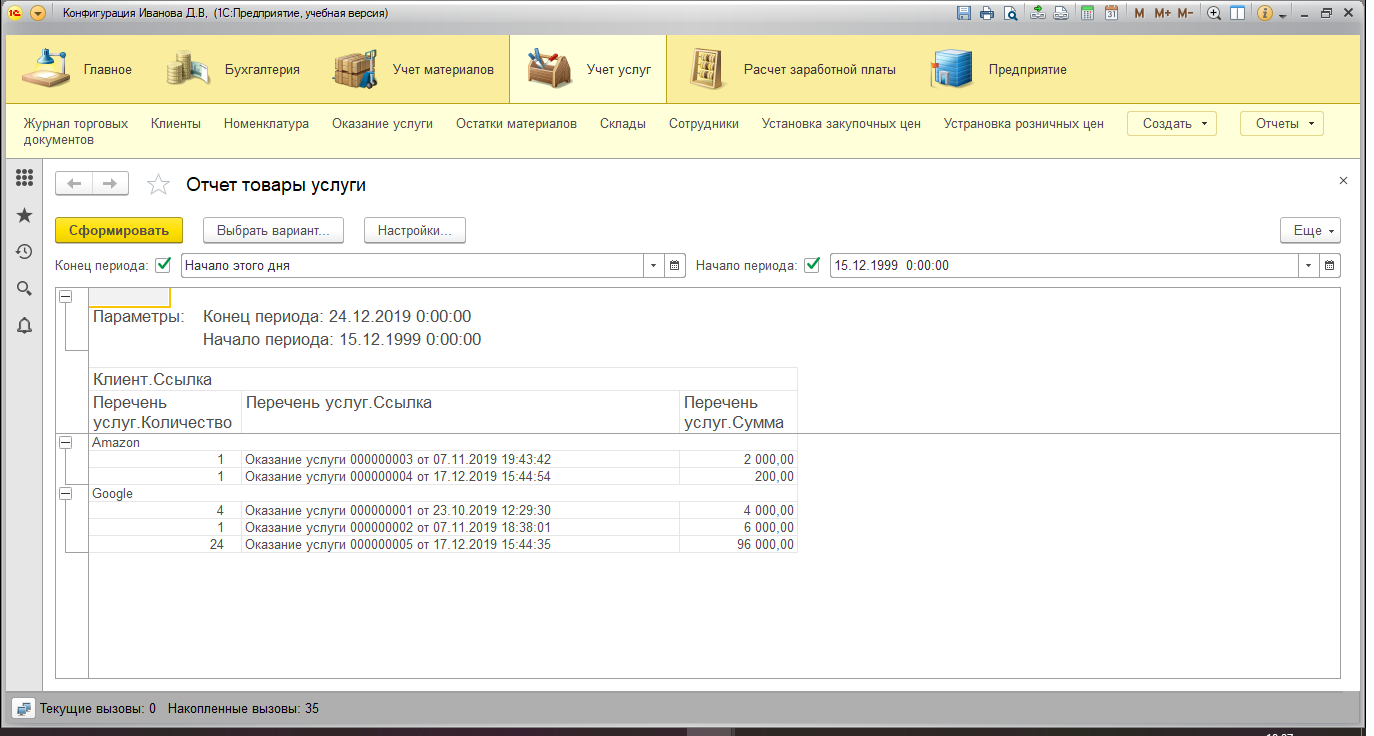 Конфигурация Иванова Д.В, (1С:Предприятие, учебная версия)
M M+ M-
Главное
Бухгалтерия
Учет материалов
Учет услуг
Расчет заработной платы
Предприятие
Журнал торговых документов
Клиенты
Номенклатура
Оказание услуги
Остатки материалов
Склады
Сотрудники
Установка закупочных цен
Устрановка розничных цен
Создать
Отчеты
Отчет товары услуги
Сформировать
Выбрать вариант...
Настройки...
Еще
Конец периода: Начало этого дня
Начало периода: 15.12.1999 0:00:00
Параметры: Конец периода: 24.12.2019 0:00:00
Начало периода: 15.12.1999 0:00:00
Клиент.Ссылка
Перечень услуг.Количество
Перечень услуг.Ссылка
Перечень услуг.Сумма
Amazon
1 Оказание услуги 000000003 от 07.11.2019 19:43:42 2 000,00
1 Оказание услуги 000000004 от 17.12.2019 15:44:54 200,00
Google
4 Оказание услуги 000000001 от 23.10.2019 12:29:30 4 000,00
1 Оказание услуги 000000002 от 07.11.2019 18:38:01 6 000,00
24 Оказание услуги 000000005 от 17.12.2019 15:44:35 96 000,00
Текущие вызовы: 0 Накопленные вызовы: 35